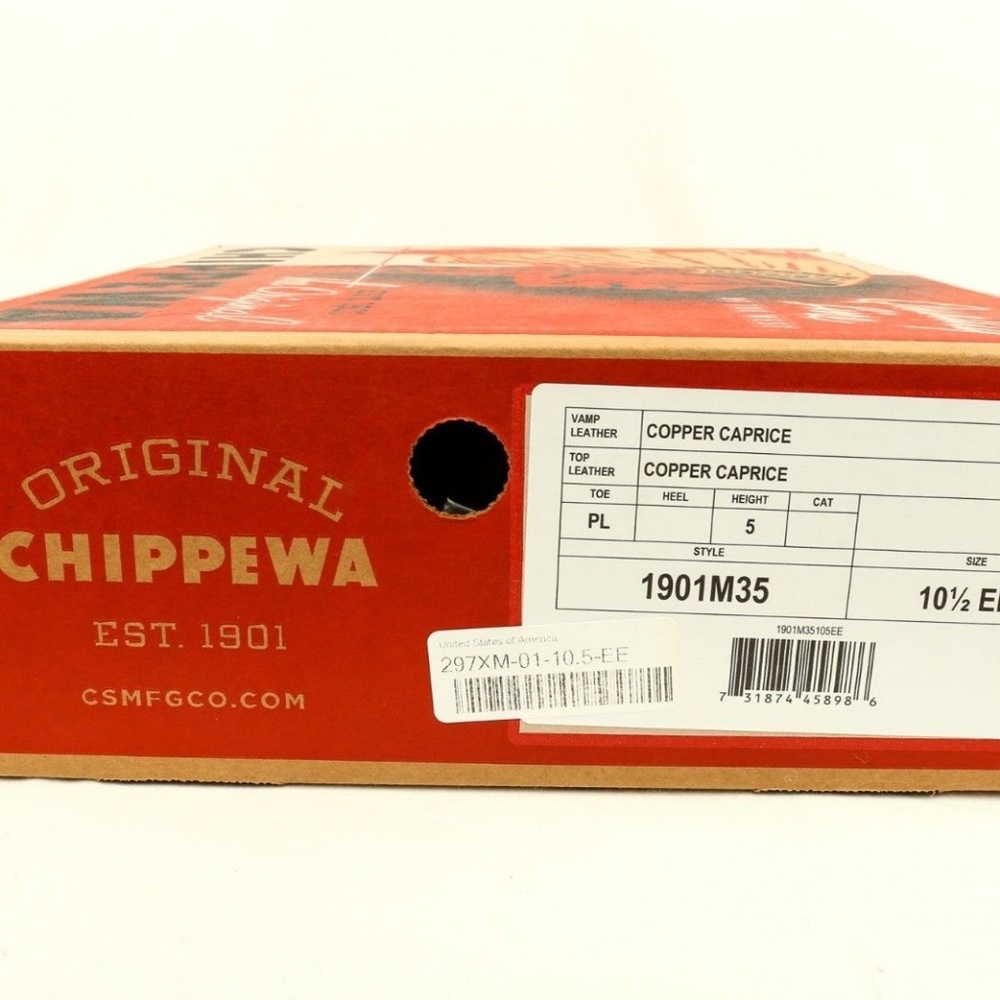 CHIPPEWA
ORIGINAL
CHIPPEWA
EST. 1901
CSMFGCO.COM
VAMP LEATHER COPPER CAPRICE
TOP LEATHER COPPER CAPRICE
TOE HEEL HEIGHT CAT
PL 5
STYLE SIZE
1901M35 10½ E
1901M35105EE
7 31874 45898 6
United States of America
297XM-01-10.5-EE